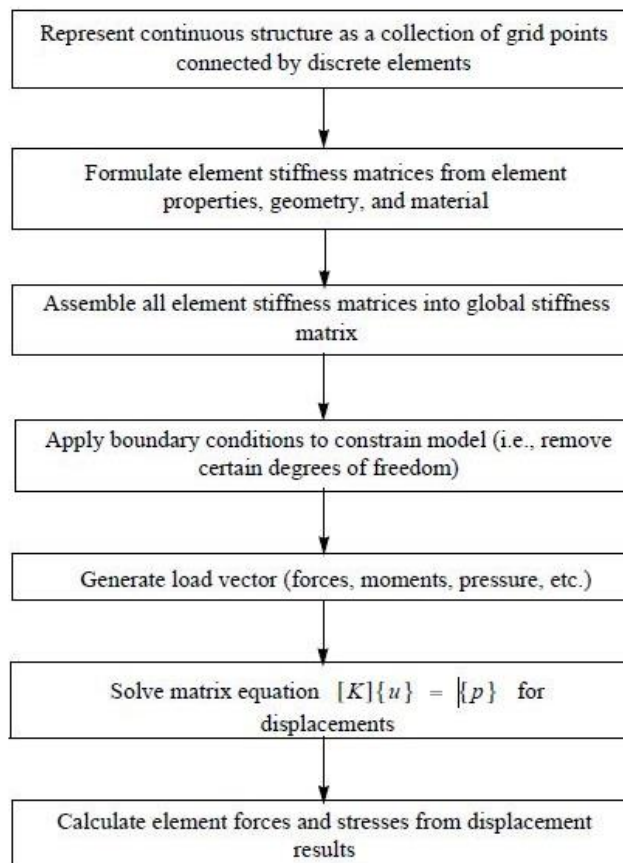 Represent continuous structure as a collection of grid points
connected by discrete elements
Formulate element stiffness matrices from element
properties, geometry, and material
Assemble all element stiffness matrices into global stiffness
matrix
Apply boundary conditions to constrain model (i.e., remove
certain degrees of freedom)
Generate load vector (forces, moments, pressure, etc.)
Solve matrix equation [K]{u} = |{p} for
displacements
Calculate element forces and stresses from displacement
results